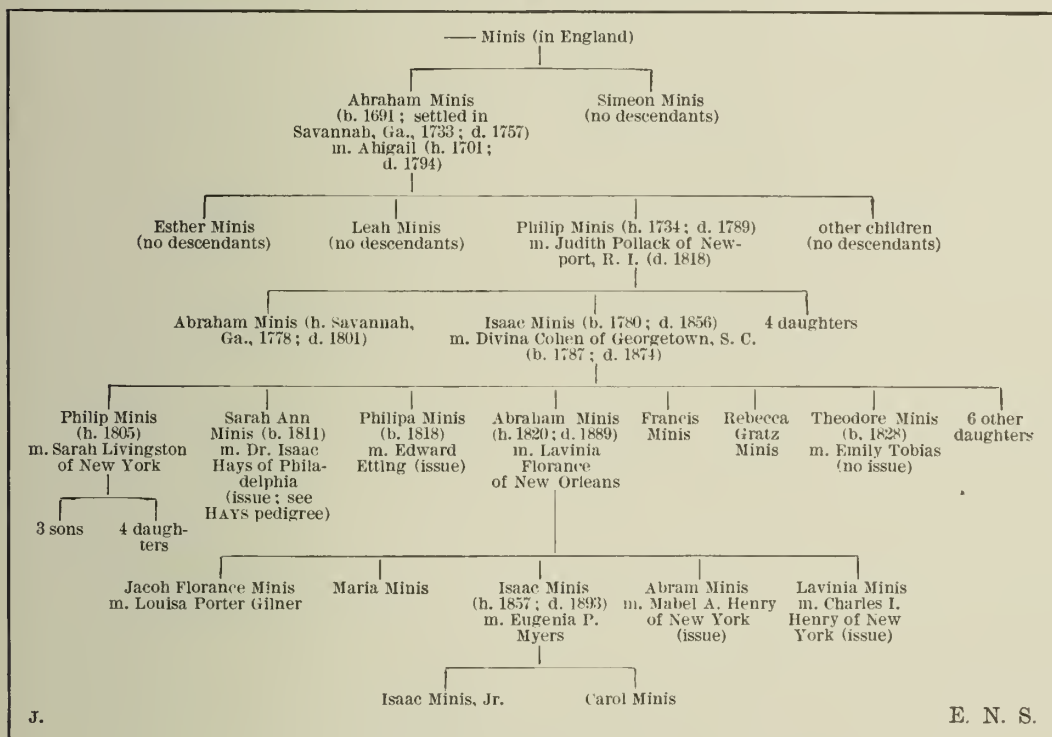 — Minis (in England)
Abraham Minis
(b. 1691; settled in
Savannah, Ga., 1733; d. 1757)
m. Abigail (h. 1701;
d. 1794)
Simeon Minis
(no descendants)
Esther Minis
(no descendants)
Leah Minis
(no descendants)
Philip Minis (h. 1734; d. 1789)
m. Judith Pollack of New-
port, R. I. (d. 1818)
other children
(no descendants)
Abraham Minis (h. Savannah,
Ga., 1778; d. 1801)
Isaac Minis (b. 1780; d. 1856)
m. Divina Cohen of Georgetown, S. C.
(b. 1787; d. 1874)
4 daughters
Philip Minis
(h. 1805)
m. Sarah Livingston
of New York
Sarah Ann
Minis (b. 1811)
m. Dr. Isaac
Hays of Phila-
delphia
(issue; see
HAYS pedigree)
Philipa Minis
(b. 1818)
m. Edward
Etting (issue)
Abraham Minis
(h. 1820; d. 1889)
m. Lavinia
Florance
of New Orleans
Francis
Minis
Rebecca
Gratz
Minis
Theodore Minis
(b. 1828)
m. Emily Tobias
(no issue)
6 other
daughters
3 sons
4 daugh-
ters
Jacob Florance Minis
m. Louisa Porter Gilner
Maria Minis
Isaac Minis
(h. 1857; d. 1893)
m. Eugenia P.
Myers
Abram Minis
m. Mabel A. Henry
of New York
(issue)
Lavinia Minis
m. Charles I.
Henry of New
York (issue)
Isaac Minis, Jr.
Carol Minis
J.
E. N. S.